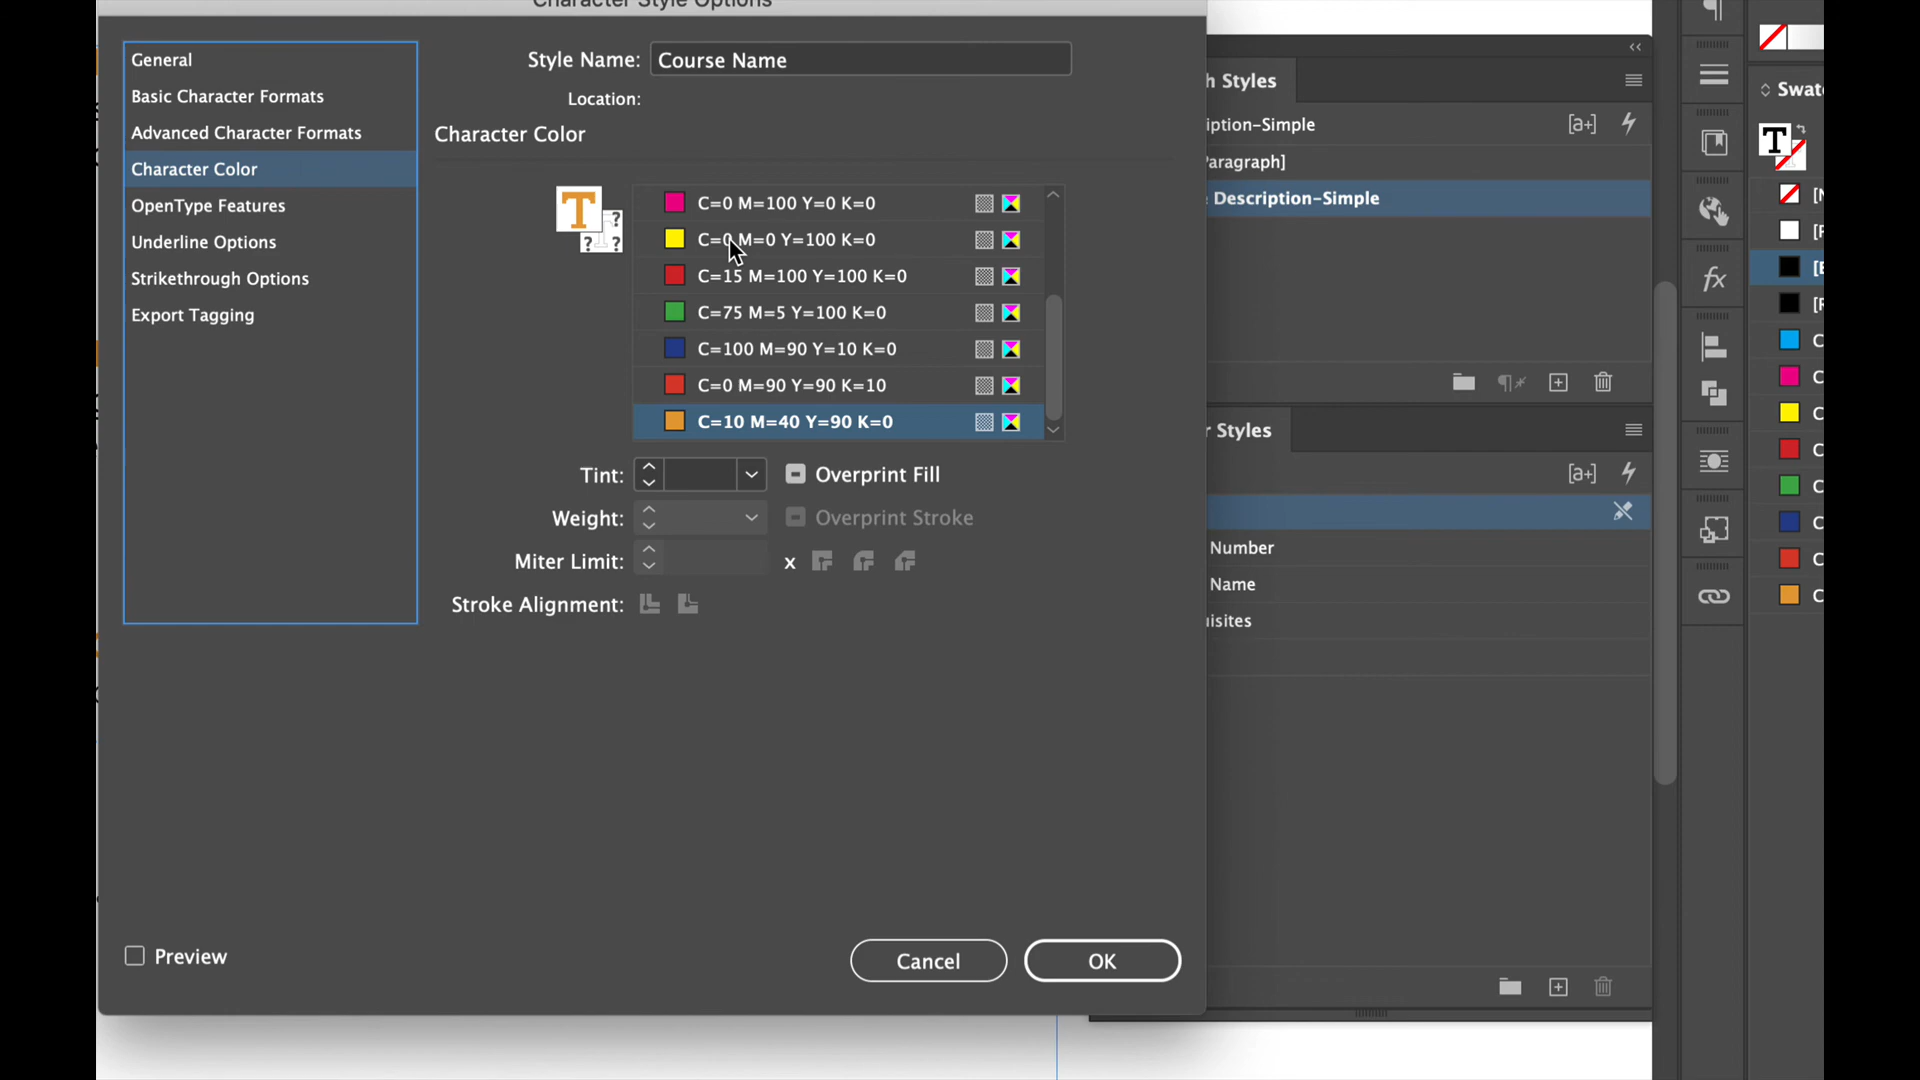 Character Style Options
General
Basic Character Formats
Advanced Character Formats
Character Color
OpenType Features
Underline Options
Strikethrough Options
Export Tagging
Style Name: Course Name
Location:
Character Color
C=0 M=100 Y=0 K=0
C=0 M=0 Y=100 K=0
C=15 M=100 Y=100 K=0
C=75 M=5 Y=100 K=0
C=100 M=90 Y=10 K=0
C=0 M=90 Y=90 K=10
C=10 M=40 Y=90 K=0
Tint:
Overprint Fill
Weight:
Overprint Stroke
Miter Limit:
x
Stroke Alignment:
Preview
Cancel
OK
h Styles
iption-Simple
[a+]
aragraph]
Description-Simple
r Styles
[a+]
Number
Name
uisites
Swat
C
C
C
C
C
C
C
C